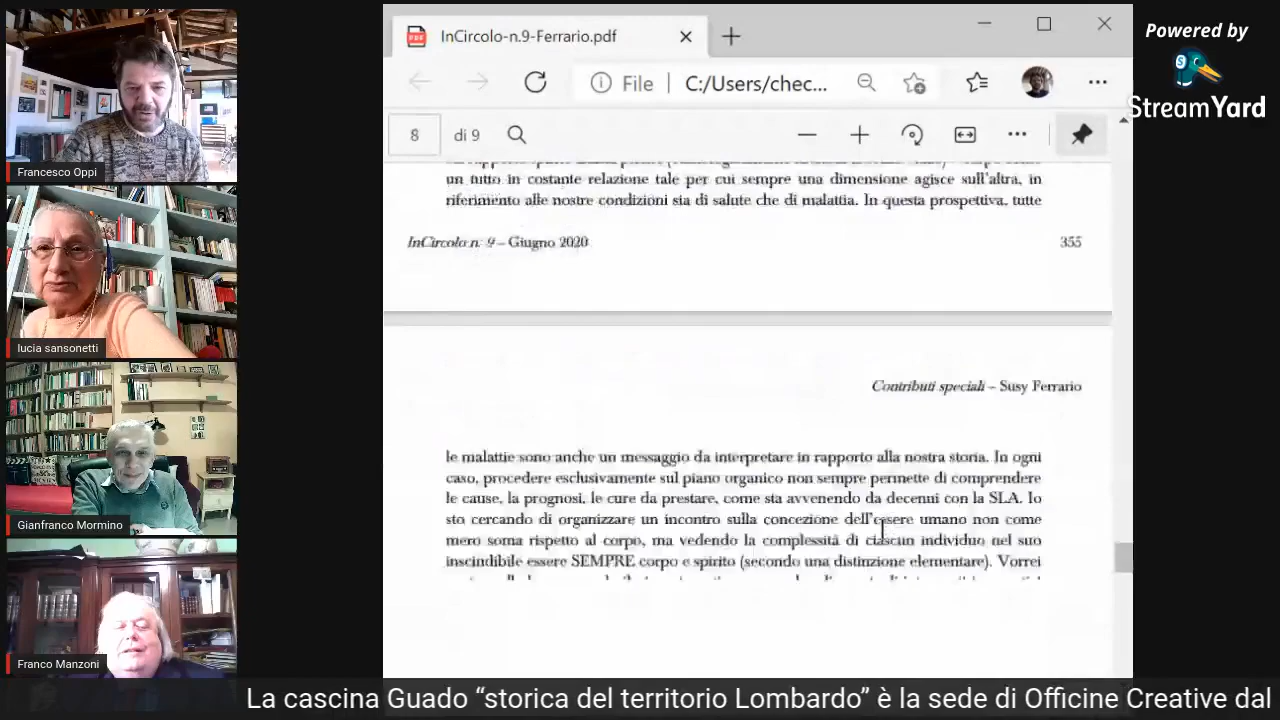 Francesco Oppi
lucia sansonetti
Gianfranco Mormino
Franco Manzoni
InCircolo-n.9-Ferrario.pdf
File
C:/Users/chec...
8
di 9
un tutto in costante relazione tale per cui sempre una dimensione agisce sull'altra, in
riferimento alle nostre condizioni sia di salute che di malattia. In questa prospettiva, tutte
InCircolo n. 9 – Giugno 2020
355
Contributi speciali – Susy Ferrario
le malattie sono anche un messaggio da interpretare in rapporto alla nostra storia. In ogni
caso, procedere esclusivamente sul piano organico non sempre permette di comprendere
le cause, la prognosi, le cure da prestare, come sta avvenendo da decenni con la SLA. Io
sto cercando di organizzare un incontro sulla concezione dell'essere umano non come
mero soma rispetto al corpo, ma vedendo la complessità di ciascun individuo nel suo
inscindibile essere SEMPRE corpo e spirito (secondo una distinzione elementare). Vorrei
Powered by
StreamYard
La cascina Guado “storica del territorio Lombardo” è la sede di Officine Creative dal